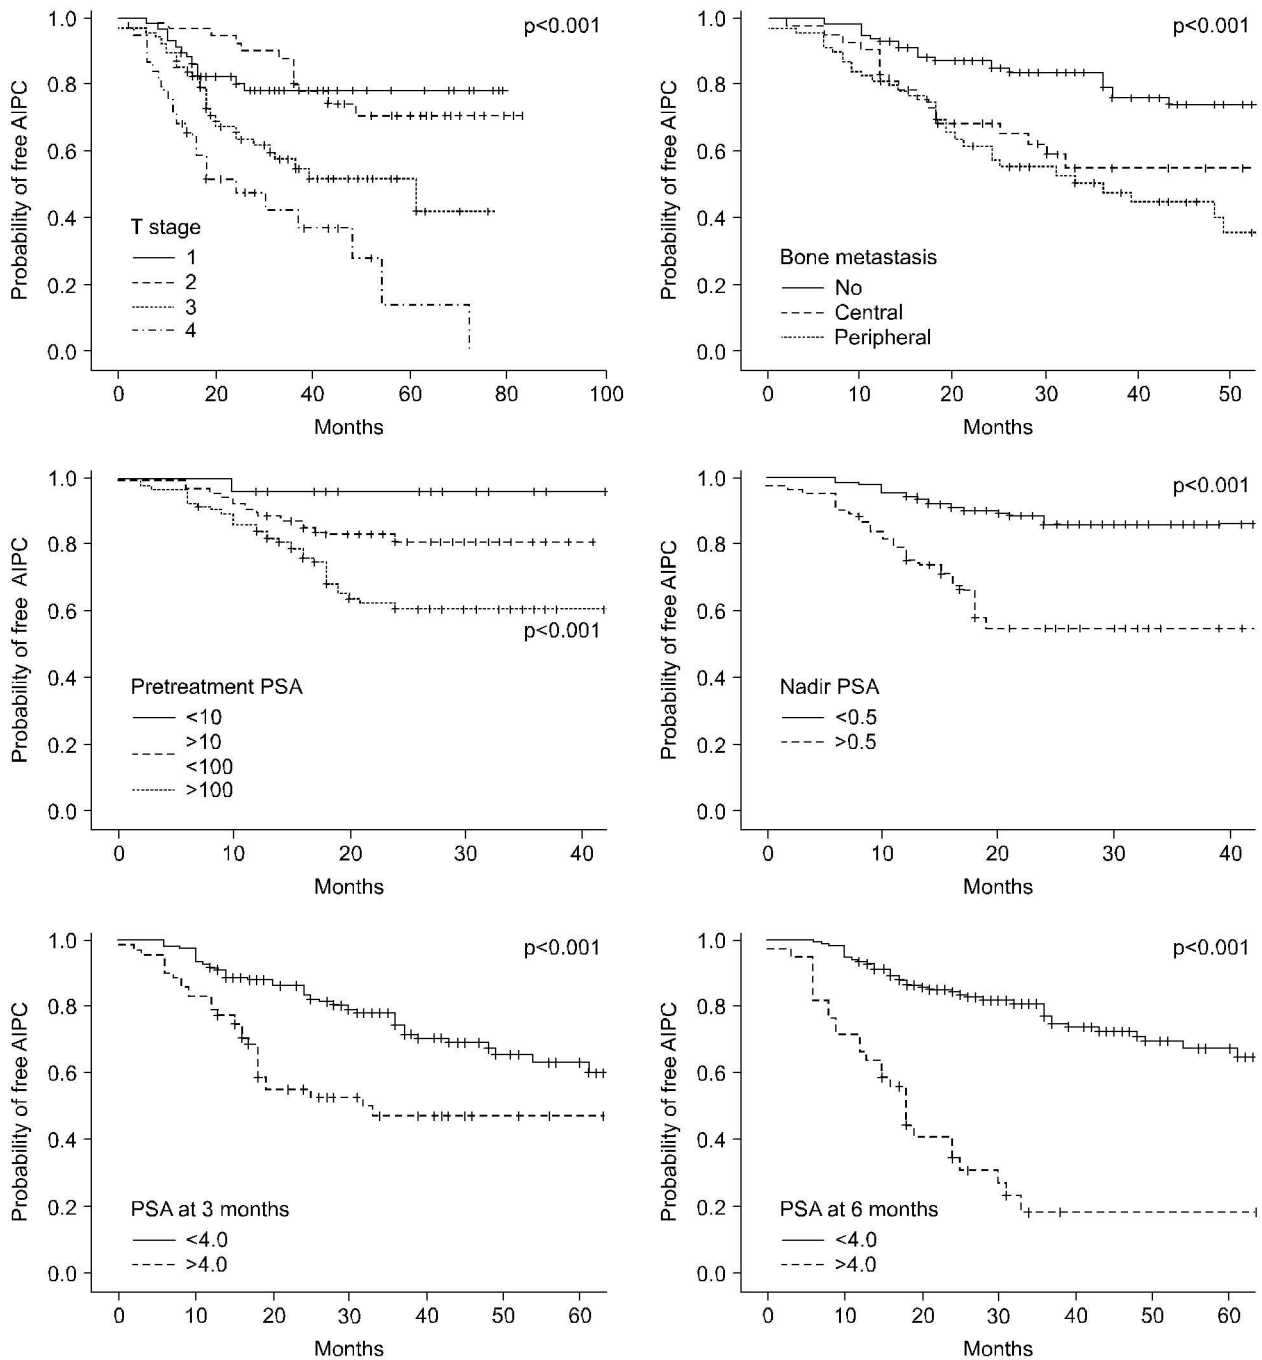 1.0
0.8
0.6
0.4
0.2
0.0
Probability of free AIPC
p<0.001
T stage
1
2
3
4
0 20 40 60 80 100
Months
1.0
0.8
0.6
0.4
0.2
0.0
Probability of free AIPC
p<0.001
Bone metastasis
No
Central
Peripheral
0 10 20 30 40 50
Months
1.0
0.8
0.6
0.4
0.2
0.0
Probability of free AIPC
p<0.001
Pretreatment PSA
<10
>10
<100
>100
0 10 20 30 40
Months
1.0
0.8
0.6
0.4
0.2
0.0
Probability of free AIPC
p<0.001
Nadir PSA
<0.5
>0.5
0 10 20 30 40
Months
1.0
0.8
0.6
0.4
0.2
0.0
Probability of free AIPC
p<0.001
PSA at 3 months
<4.0
>4.0
0 10 20 30 40 50 60
Months
1.0
0.8
0.6
0.4
0.2
0.0
Probability of free AIPC
p<0.001
PSA at 6 months
<4.0
>4.0
0 10 20 30 40 50 60
Months